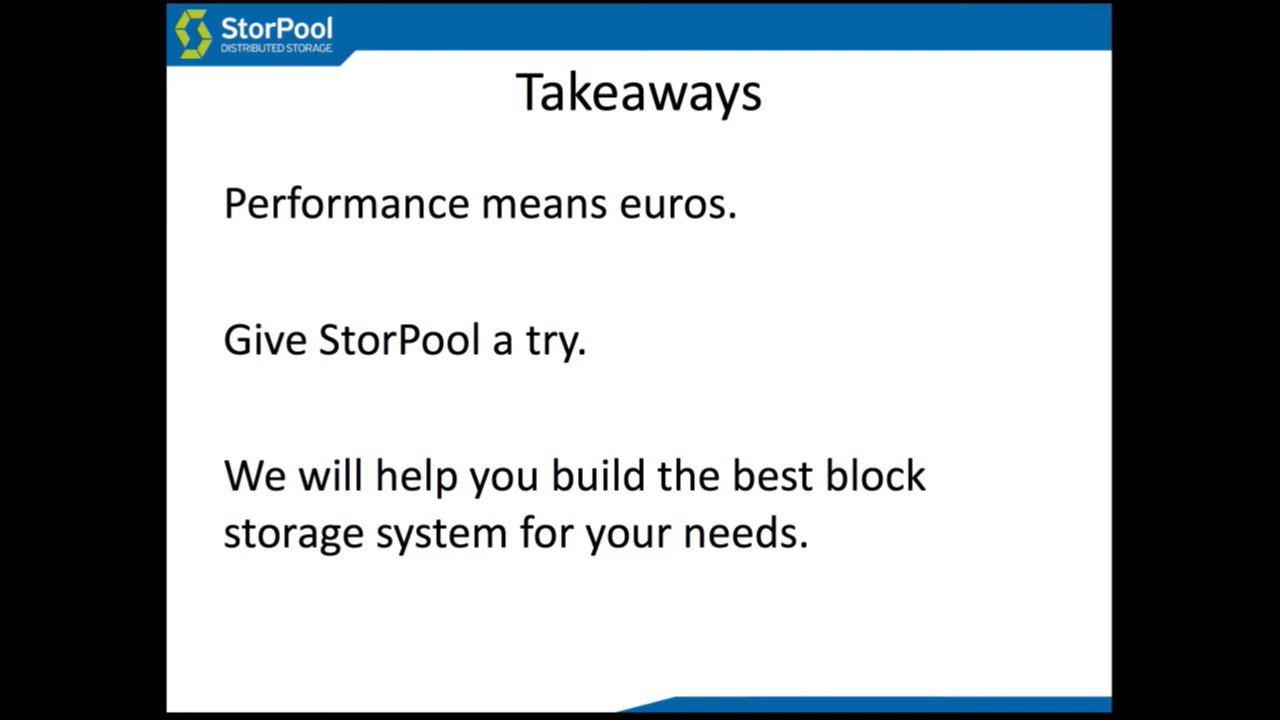 StorPool
DISTRIBUTED STORAGE
Takeaways
Performance means euros.
Give StorPool a try.
We will help you build the best block
storage system for your needs.